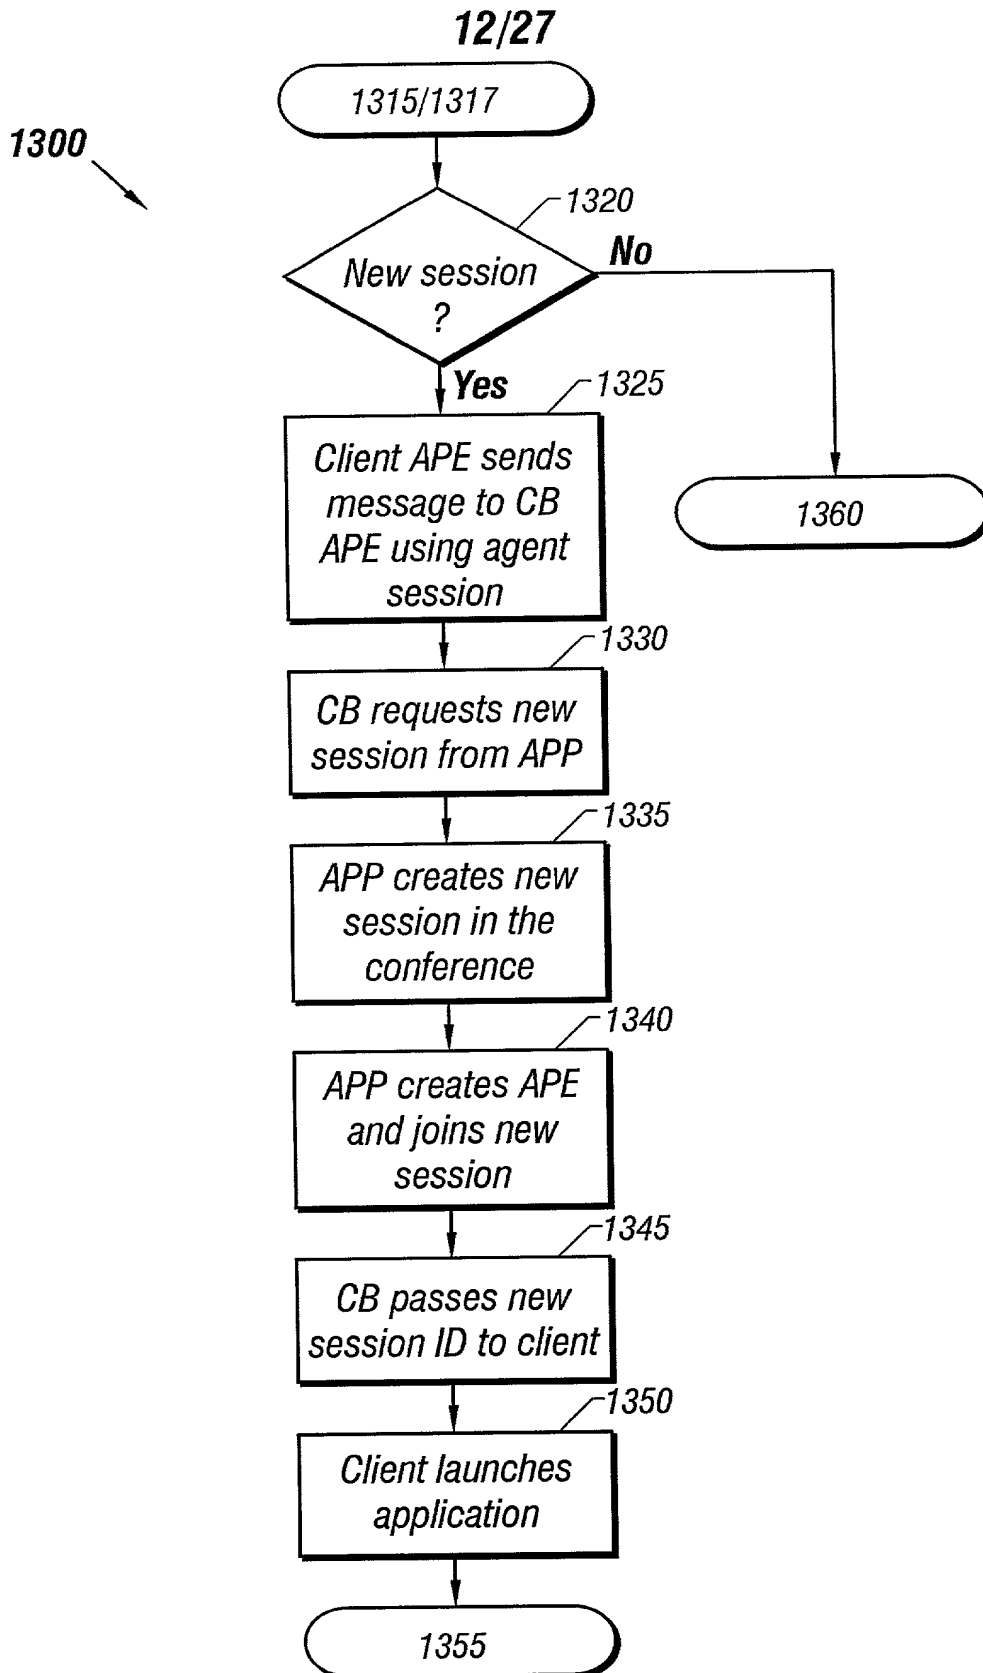 12/27
1315/1317
1300
1320
New session
?
No
Yes
1325
Client APE sends
message to CB
APE using agent
session
1360
1330
CB requests new
session from APP
1335
APP creates new
session in the
conference
1340
APP creates APE
and joins new
session
1345
CB passes new
session ID to client
1350
Client launches
application
1355